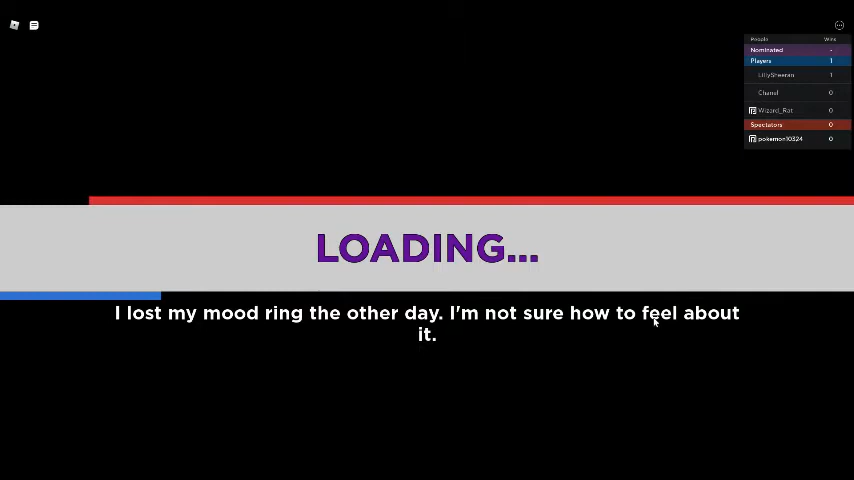 People Wins
Nominated -
Players 1
LillySheeran 1
Chanel 0
Wizard_Rat 0
Spectators 0
pokemon10324 0
LOADING...
I lost my mood ring the other day. I'm not sure how to feel about
it.